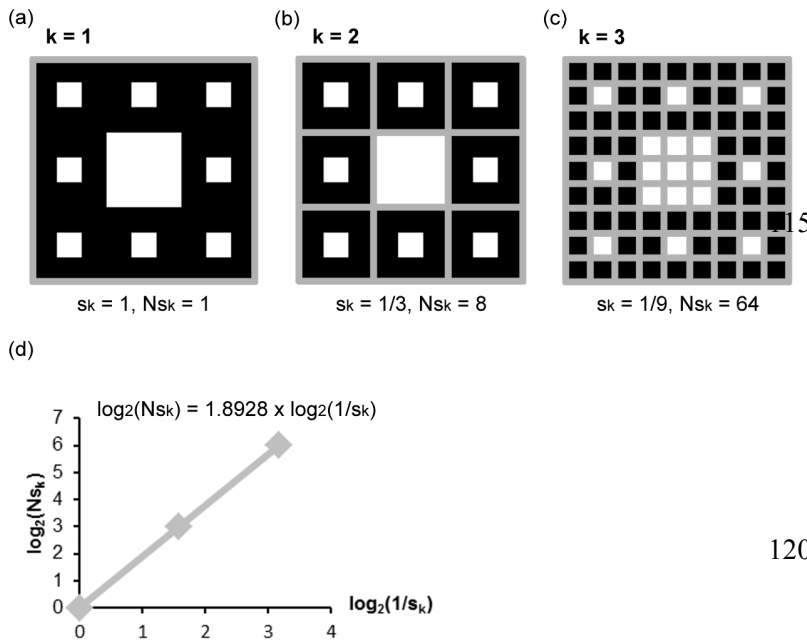 (a) (b) (c)
k = 1 k = 2 k = 3
115
sk = 1, Nsk = 1 sk = 1/3, Nsk = 8 sk = 1/9, Nsk = 64
(d)
log2(Nsk) = 1.8928 x log2(1/sk)
7
6
5
4
3
2
1
0
log2(Nsk)
0 1 2 3 4
log2(1/sk)
120